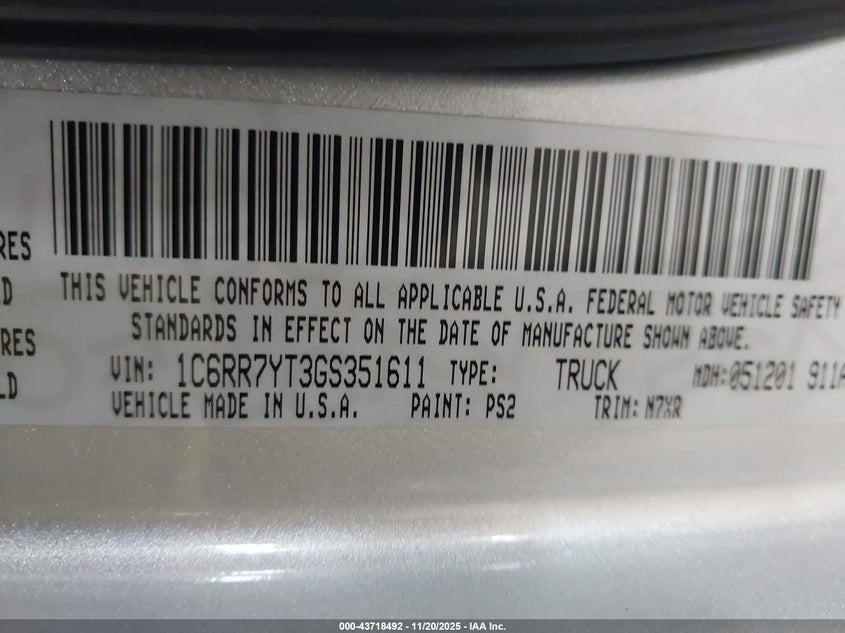 RES
D
RES
LD
THIS VEHICLE CONFORMS TO ALL APPLICABLE U.S.A. FEDERAL MOTOR VEHICLE SAFETY
STANDARDS IN EFFECT ON THE DATE OF MANUFACTURE SHOWN ABOVE.
VIN: 1C6RR7YT3GS351611 TYPE: TRUCK MDH:051201 911A
VEHICLE MADE IN U.S.A. PAINT: PS2 TRIM: N7XR
000-43718492 - 11/20/2025 - IAA Inc.